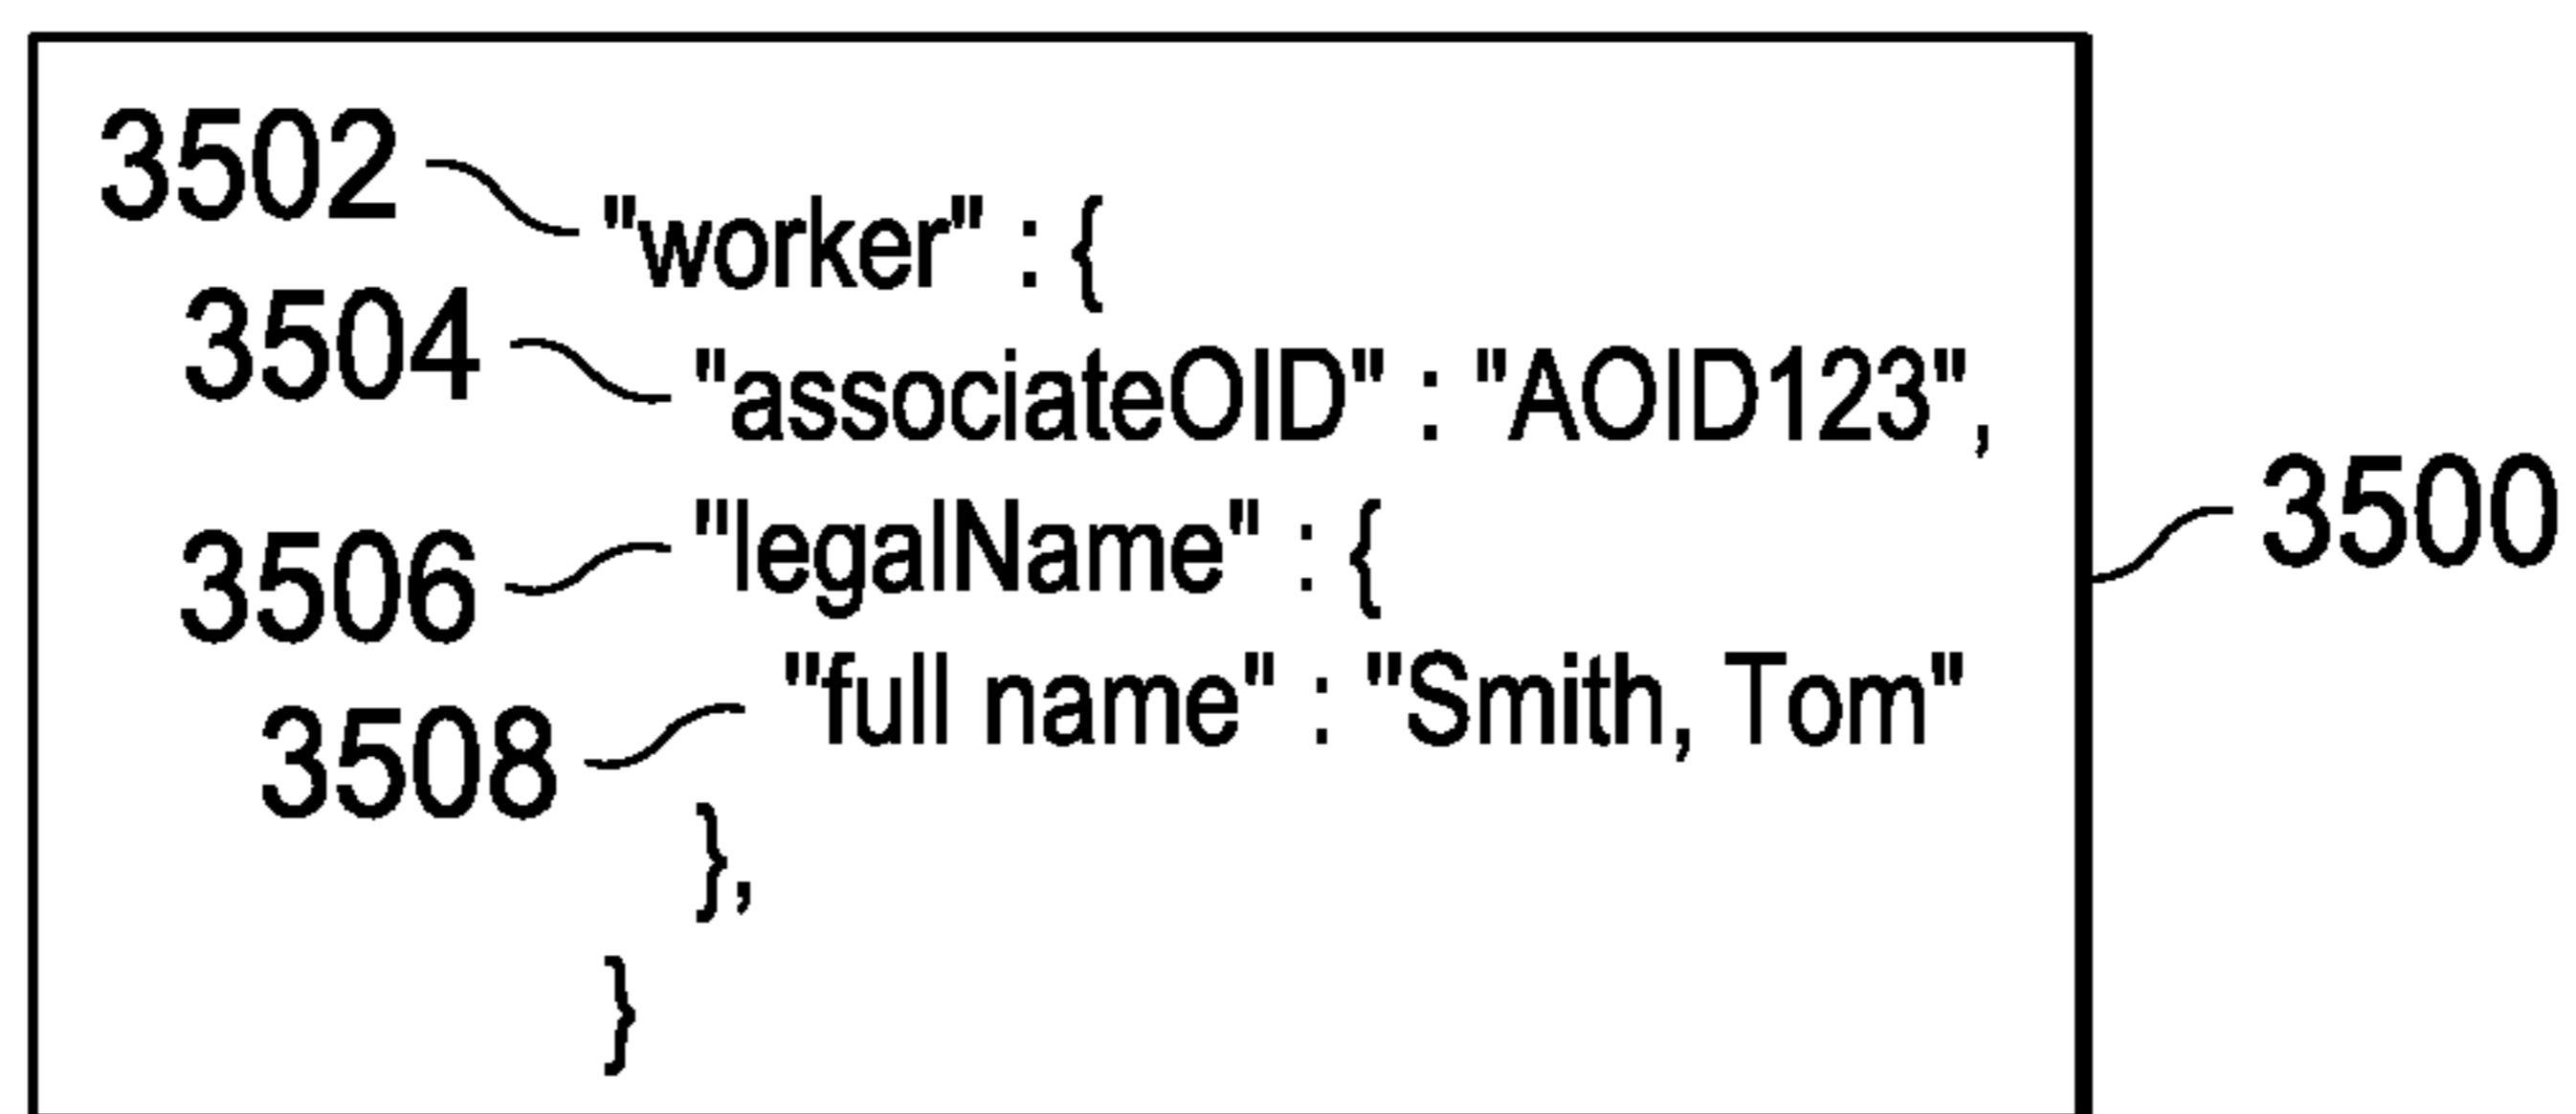 3502
"worker" : {
3504
"associateOID" : "AOID123",
3506
"legalName" : {
3508
"full name" : "Smith, Tom"
},
}
3500